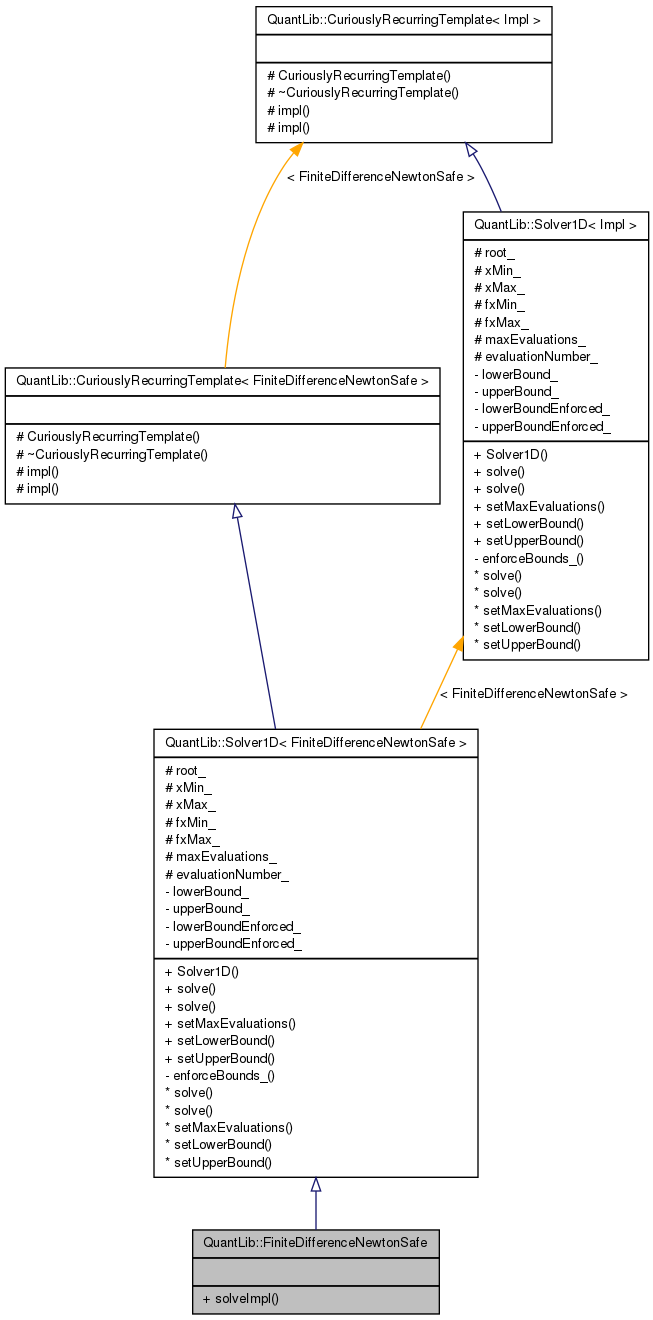 QuantLib::CuriouslyRecurringTemplate< Impl >
# CuriouslyRecurringTemplate()
# ~CuriouslyRecurringTemplate()
# impl()
# impl()
< FiniteDifferenceNewtonSafe >
QuantLib::Solver1D< Impl >
# root_
# xMin_
# xMax_
# fxMin_
# fxMax_
# maxEvaluations_
# evaluationNumber_
- lowerBound_
- upperBound_
- lowerBoundEnforced_
- upperBoundEnforced_
+ Solver1D()
+ solve()
+ solve()
+ setMaxEvaluations()
+ setLowerBound()
+ setUpperBound()
- enforceBounds_()
* solve()
* solve()
* setMaxEvaluations()
* setLowerBound()
* setUpperBound()
QuantLib::CuriouslyRecurringTemplate< FiniteDifferenceNewtonSafe >
# CuriouslyRecurringTemplate()
# ~CuriouslyRecurringTemplate()
# impl()
# impl()
< FiniteDifferenceNewtonSafe >
QuantLib::Solver1D< FiniteDifferenceNewtonSafe >
# root_
# xMin_
# xMax_
# fxMin_
# fxMax_
# maxEvaluations_
# evaluationNumber_
- lowerBound_
- upperBound_
- lowerBoundEnforced_
- upperBoundEnforced_
+ Solver1D()
+ solve()
+ solve()
+ setMaxEvaluations()
+ setLowerBound()
+ setUpperBound()
- enforceBounds_()
* solve()
* solve()
* setMaxEvaluations()
* setLowerBound()
* setUpperBound()
QuantLib::FiniteDifferenceNewtonSafe
+ solveImpl()